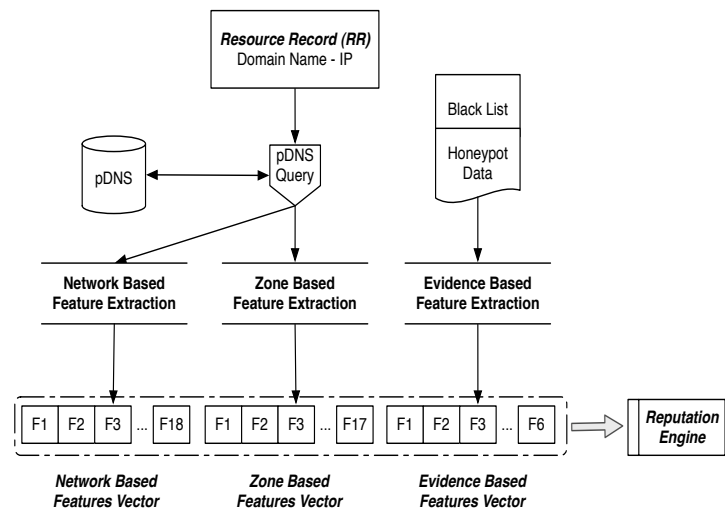 Resource Record (RR)
Domain Name - IP
pDNS
pDNS
Query
Black List
Honeypot
Data
Network Based
Feature Extraction
Zone Based
Feature Extraction
Evidence Based
Feature Extraction
F1 F2 F3 ... F18
F1 F2 F3 ... F17
F1 F2 F3 ... F6
Reputation
Engine
Network Based
Features Vector
Zone Based
Features Vector
Evidence Based
Features Vector